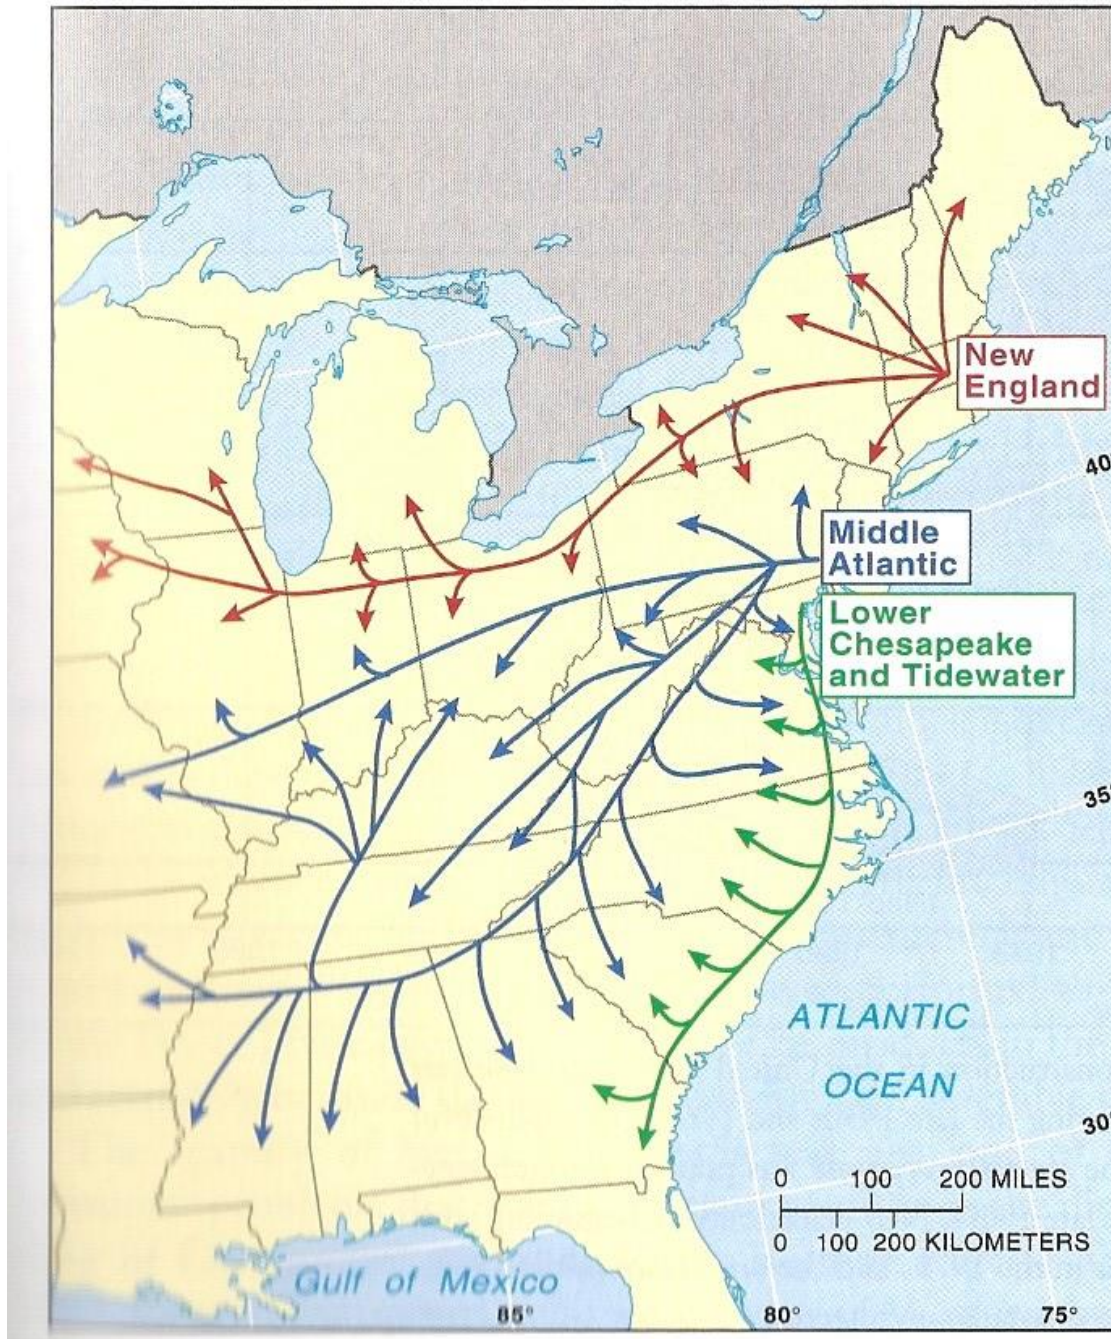 New
England
40°
Middle
Atlantic
Lower
Chesapeake
and Tidewater
35°
ATLANTIC
OCEAN
30°
0 100 200 MILES
0 100 200 KILOMETERS
Gulf of Mexico
85° 80° 75°